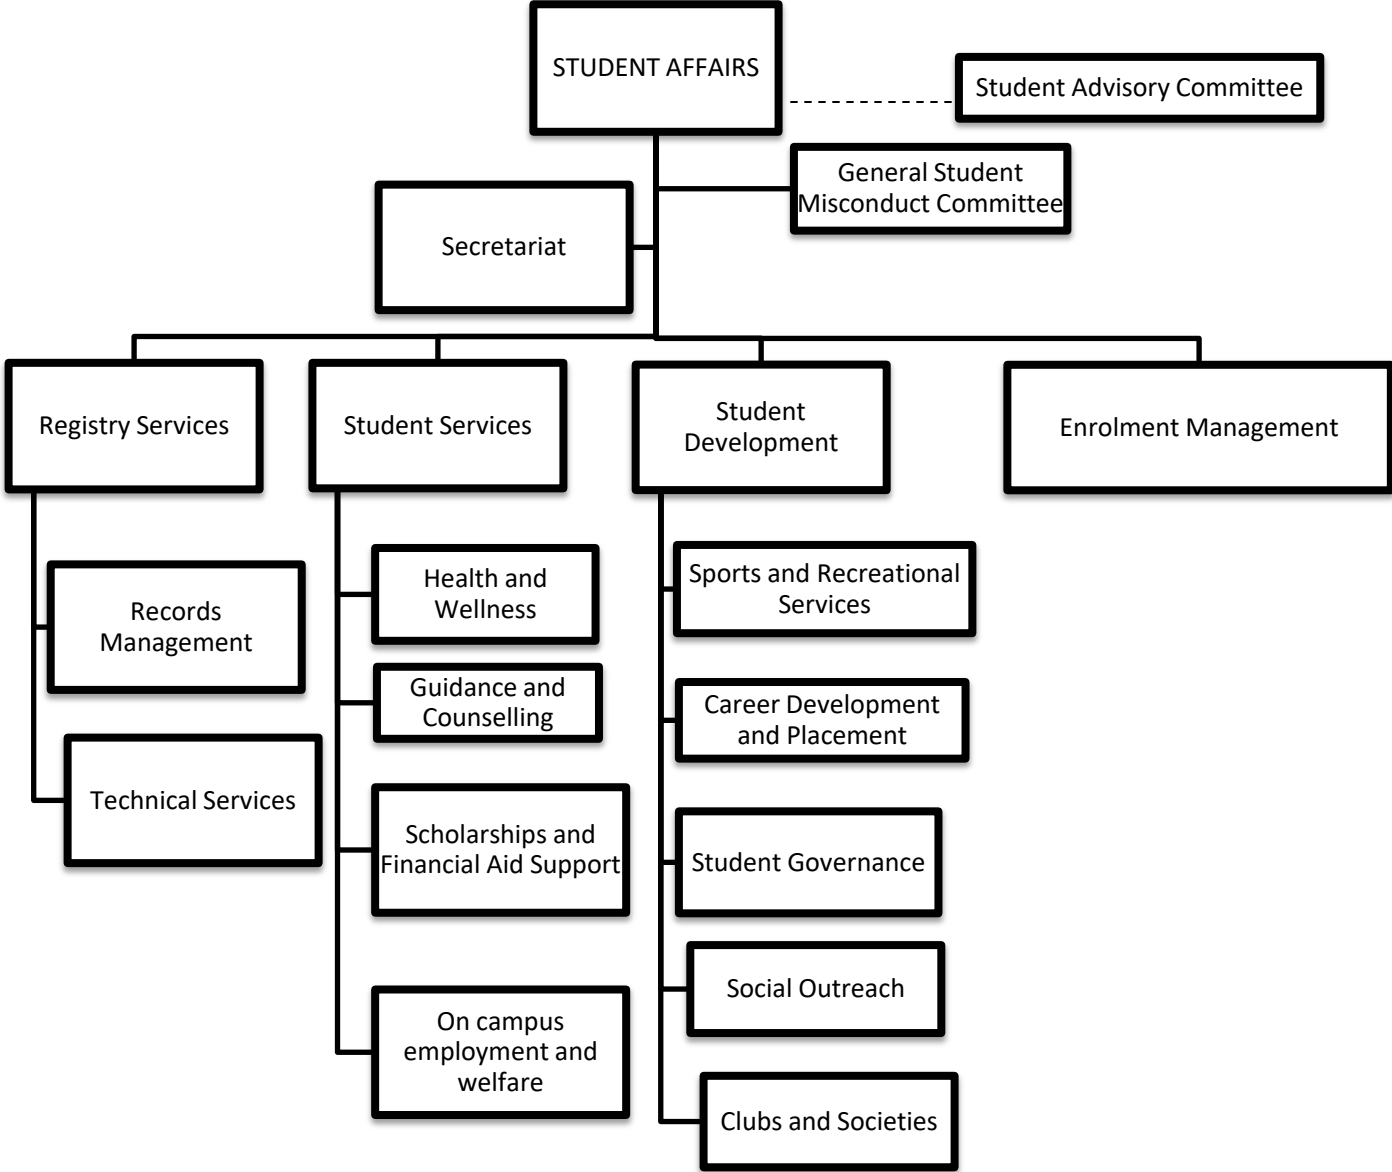 STUDENT AFFAIRS
Student Advisory Committee
General Student
Misconduct Committee
Secretariat
Registry Services
Student Services
Student
Development
Enrolment Management
Records
Management
Technical Services
Health and
Wellness
Guidance and
Counselling
Scholarships and
Financial Aid Support
On campus
employment and
welfare
Sports and Recreational
Services
Career Development
and Placement
Student Governance
Social Outreach
Clubs and Societies